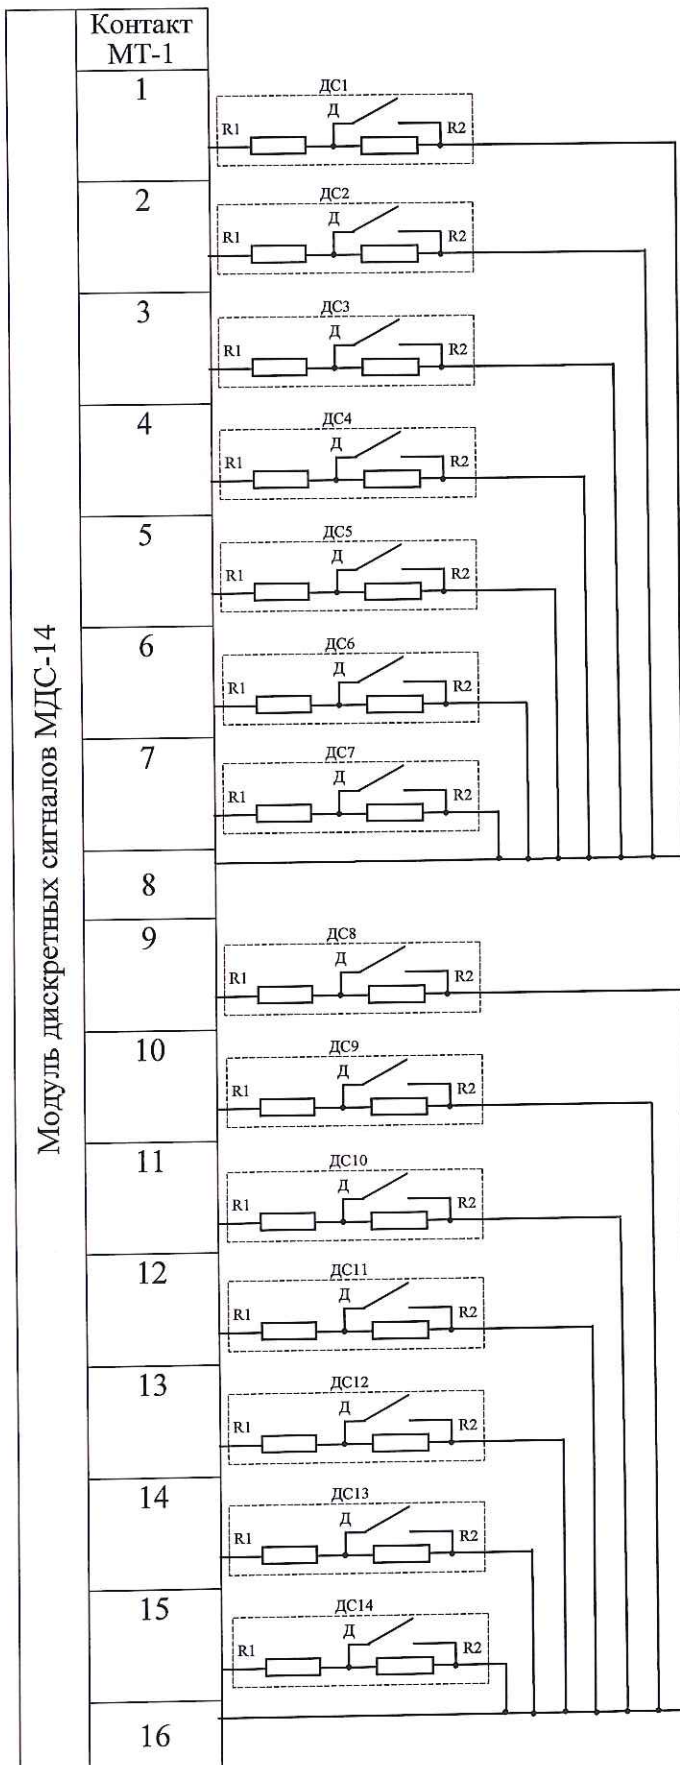 Модуль дискретных сигналов МДС-14
Контакт
МТ-1
1
ДС1
Д
R1
R2
2
ДС2
Д
R1
R2
3
ДС3
Д
R1
R2
4
ДС4
Д
R1
R2
5
ДС5
Д
R1
R2
6
ДС6
Д
R1
R2
7
ДС7
Д
R1
R2
8
9
ДС8
Д
R1
R2
10
ДС9
Д
R1
R2
11
ДС10
Д
R1
R2
12
ДС11
Д
R1
R2
13
ДС12
Д
R1
R2
14
ДС13
Д
R1
R2
15
ДС14
Д
R1
R2
16